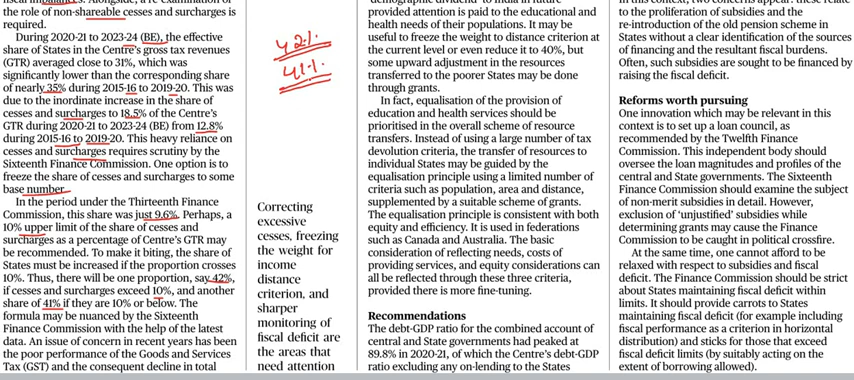 the role of non-shareable cesses and surcharges is
required.
During 2020-21 to 2023-24 (BE), the effective
share of States in the Centre's gross tax revenues
(GTR) averaged close to 31%, which was
significantly lower than the corresponding share
of nearly 35% during 2015-16 to 2019-20. This was
due to the inordinate increase in the share of
cesses and surcharges to 18.5% of the Centre's
GTR during 2020-21 to 2023-24 (BE) from 12.8%
during 2015-16 to 2019-20. This heavy reliance on
cesses and surcharges requires scrutiny by the
Sixteenth Finance Commission. One option is to
freeze the share of cesses and surcharges to some
base number.
In the period under the Thirteenth Finance
Commission, this share was just 9.6%. Perhaps, a
10% upper limit of the share of cesses and
surcharges as a percentage of Centre's GTR may
be recommended. To make it biting, the share of
States must be increased if the proportion crosses
10%. Thus, there will be one proportion, say 42%,
if cesses and surcharges exceed 10%, and another
share of 41% if they are 10% or below. The
formula may be nuanced by the Sixteenth
Finance Commission with the help of the latest
data. An issue of concern in recent years has been
the poor performance of the Goods and Services
Tax (GST) and the consequent decline in total
42%
41%
Correcting
excessive
cesses, freezing
the weight for
income
distance
criterion, and
sharper
monitoring of
fiscal deficit are
the areas that
need attention
provided attention is paid to the educational and
health needs of their populations. It may be
useful to freeze the weight to distance criterion at
the current level or even reduce it to 40%, but
some upward adjustment in the resources
transferred to the poorer States may be done
through grants.
In fact, equalisation of the provision of
education and health services should be
prioritised in the overall scheme of resource
transfers. Instead of using a large number of tax
devolution criteria, the transfer of resources to
individual States may be guided by the
equalisation principle using a limited number of
criteria such as population, area and distance,
supplemented by a suitable scheme of grants.
The equalisation principle is consistent with both
equity and efficiency. It is used in federations
such as Canada and Australia. The basic
consideration of reflecting needs, costs of
providing services, and equity considerations can
all be reflected through these three criteria,
provided there is more fine-tuning.
Recommendations
The debt-GDP ratio for the combined account of
central and State governments had peaked at
89.8% in 2020-21, of which the Centre's debt-GDP
ratio excluding any on-lending to the States
to the proliferation of subsidies and the
re-introduction of the old pension scheme in
States without a clear identification of the sources
of financing and the resultant fiscal burdens.
Often, such subsidies are sought to be financed by
raising the fiscal deficit.
Reforms worth pursuing
One innovation which may be relevant in this
context is to set up a loan council, as
recommended by the Twelfth Finance
Commission. This independent body should
oversee the loan magnitudes and profiles of the
central and State governments. The Sixteenth
Finance Commission should examine the subject
of non-merit subsidies in detail. However,
exclusion of 'unjustified' subsidies while
determining grants may cause the Finance
Commission to be caught in political crossfire.
At the same time, one cannot afford to be
relaxed with respect to subsidies and fiscal
deficit. The Finance Commission should be strict
about States maintaining fiscal deficit within
limits. It should provide carrots to States
maintaining fiscal deficit (for example including
fiscal performance as a criterion in horizontal
distribution) and sticks for those that exceed
fiscal deficit limits (by suitably acting on the
extent of borrowing allowed).